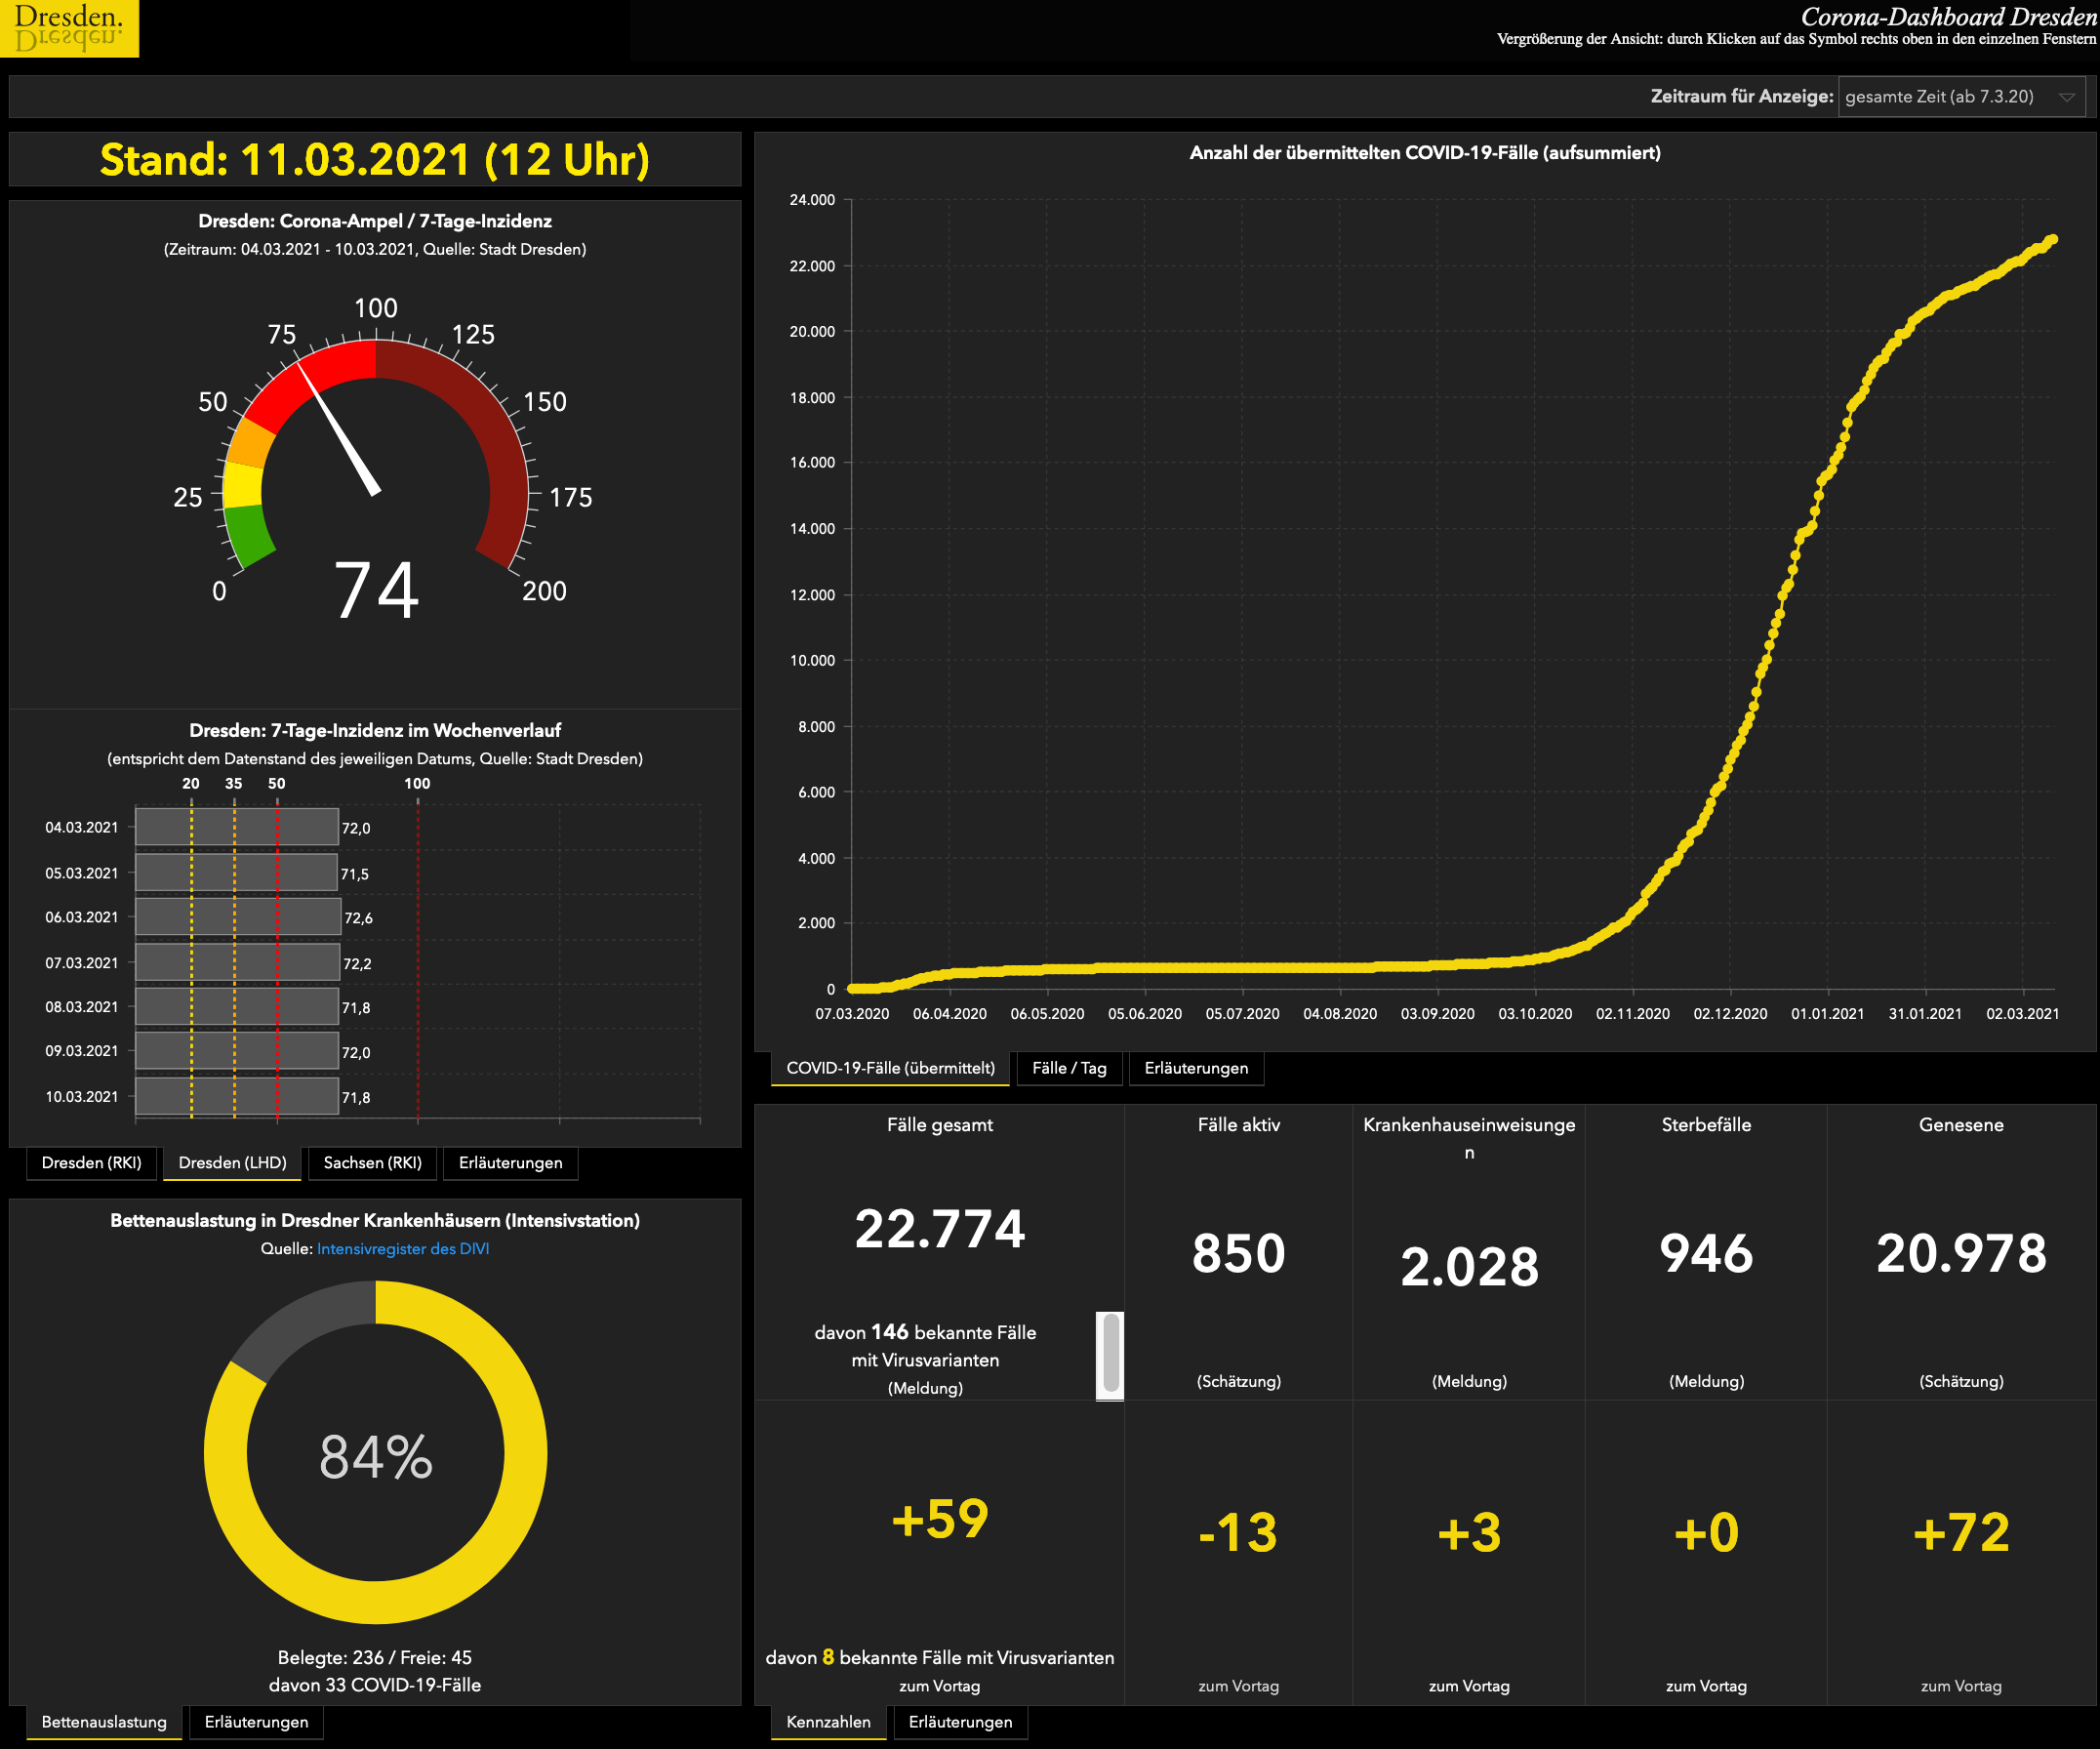 Dresden.
Dresden.
Corona-Dashboard Dresden
Vergrößerung der Ansicht: durch Klicken auf das Symbol rechts oben in den einzelnen Fenstern
Zeitraum für Anzeige: gesamte Zeit (ab 7.3.20)
Stand: 11.03.2021 (12 Uhr)
Dresden: Corona-Ampel / 7-Tage-Inzidenz
(Zeitraum: 04.03.2021 - 10.03.2021, Quelle: Stadt Dresden)
0
25
50
75
100
125
150
175
200
74
Dresden: 7-Tage-Inzidenz im Wochenverlauf
(entspricht dem Datenstand des jeweiligen Datums, Quelle: Stadt Dresden)
20 35 50 100
04.03.2021 72,0
05.03.2021 71,5
06.03.2021 72,6
07.03.2021 72,2
08.03.2021 71,8
09.03.2021 72,0
10.03.2021 71,8
Dresden (RKI) Dresden (LHD) Sachsen (RKI) Erläuterungen
Bettenauslastung in Dresdner Krankenhäusern (Intensivstation)
Quelle: Intensivregister des DIVI
84%
Belegte: 236 / Freie: 45
davon 33 COVID-19-Fälle
Bettenauslastung Erläuterungen
Anzahl der übermittelten COVID-19-Fälle (aufsummiert)
24.000
22.000
20.000
18.000
16.000
14.000
12.000
10.000
8.000
6.000
4.000
2.000
0
07.03.2020 06.04.2020 06.05.2020 05.06.2020 05.07.2020 04.08.2020 03.09.2020 03.10.2020 02.11.2020 02.12.2020 01.01.2021 31.01.2021 02.03.2021
COVID-19-Fälle (übermittelt) Fälle / Tag Erläuterungen
Fälle gesamt
22.774
davon 146 bekannte Fälle
mit Virusvarianten
(Meldung)
+59
davon 8 bekannte Fälle mit Virusvarianten
zum Vortag
Fälle aktiv
850
(Schätzung)
-13
zum Vortag
Krankenhauseinweisunge
n
2.028
(Meldung)
+3
zum Vortag
Sterbefälle
946
(Meldung)
+0
zum Vortag
Genesene
20.978
(Schätzung)
+72
zum Vortag
Kennzahlen Erläuterungen